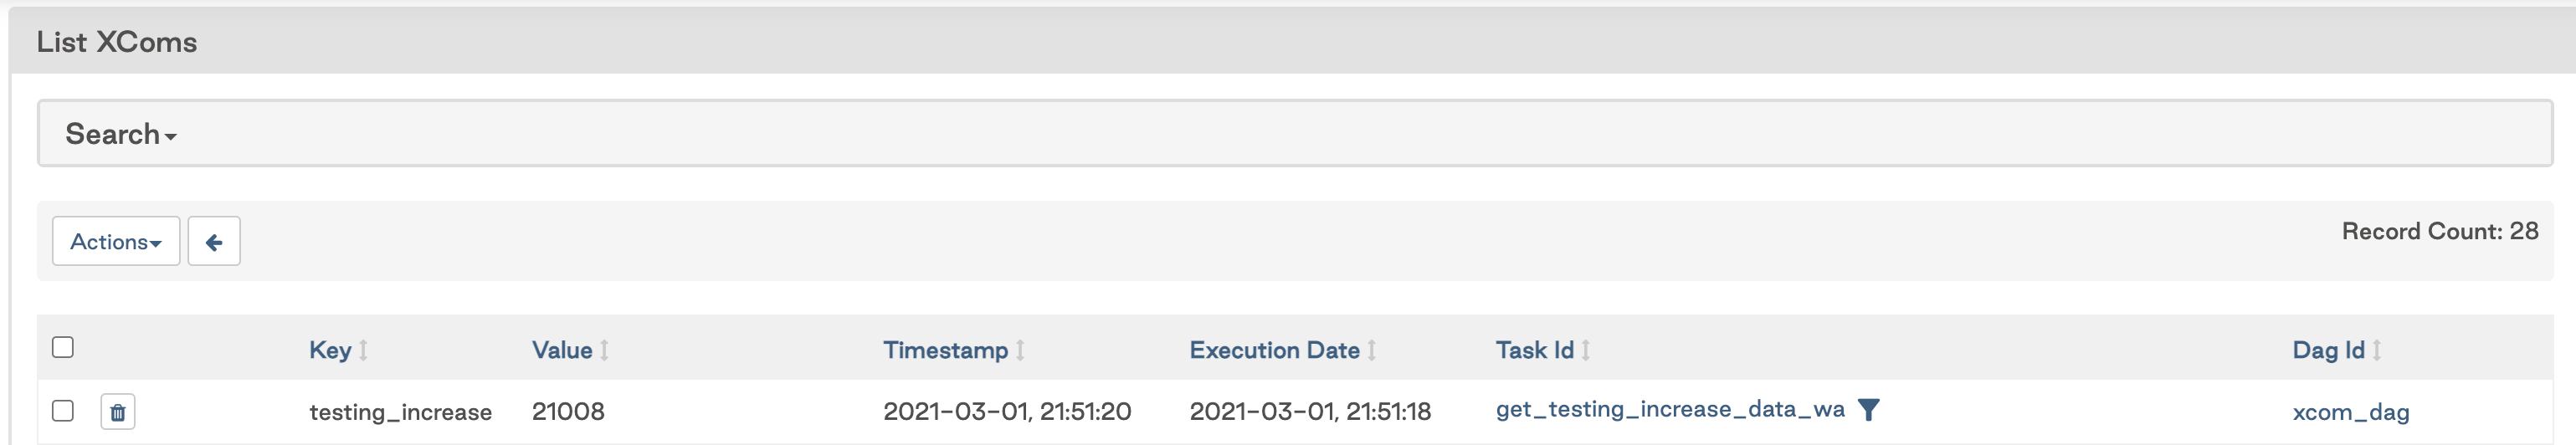 List XComs
Search
Actions
Record Count: 28
Key Value Timestamp Execution Date Task Id Dag Id
testing_increase 21008 2021-03-01, 21:51:20 2021-03-01, 21:51:18 get_testing_increase_data_wa xcom_dag